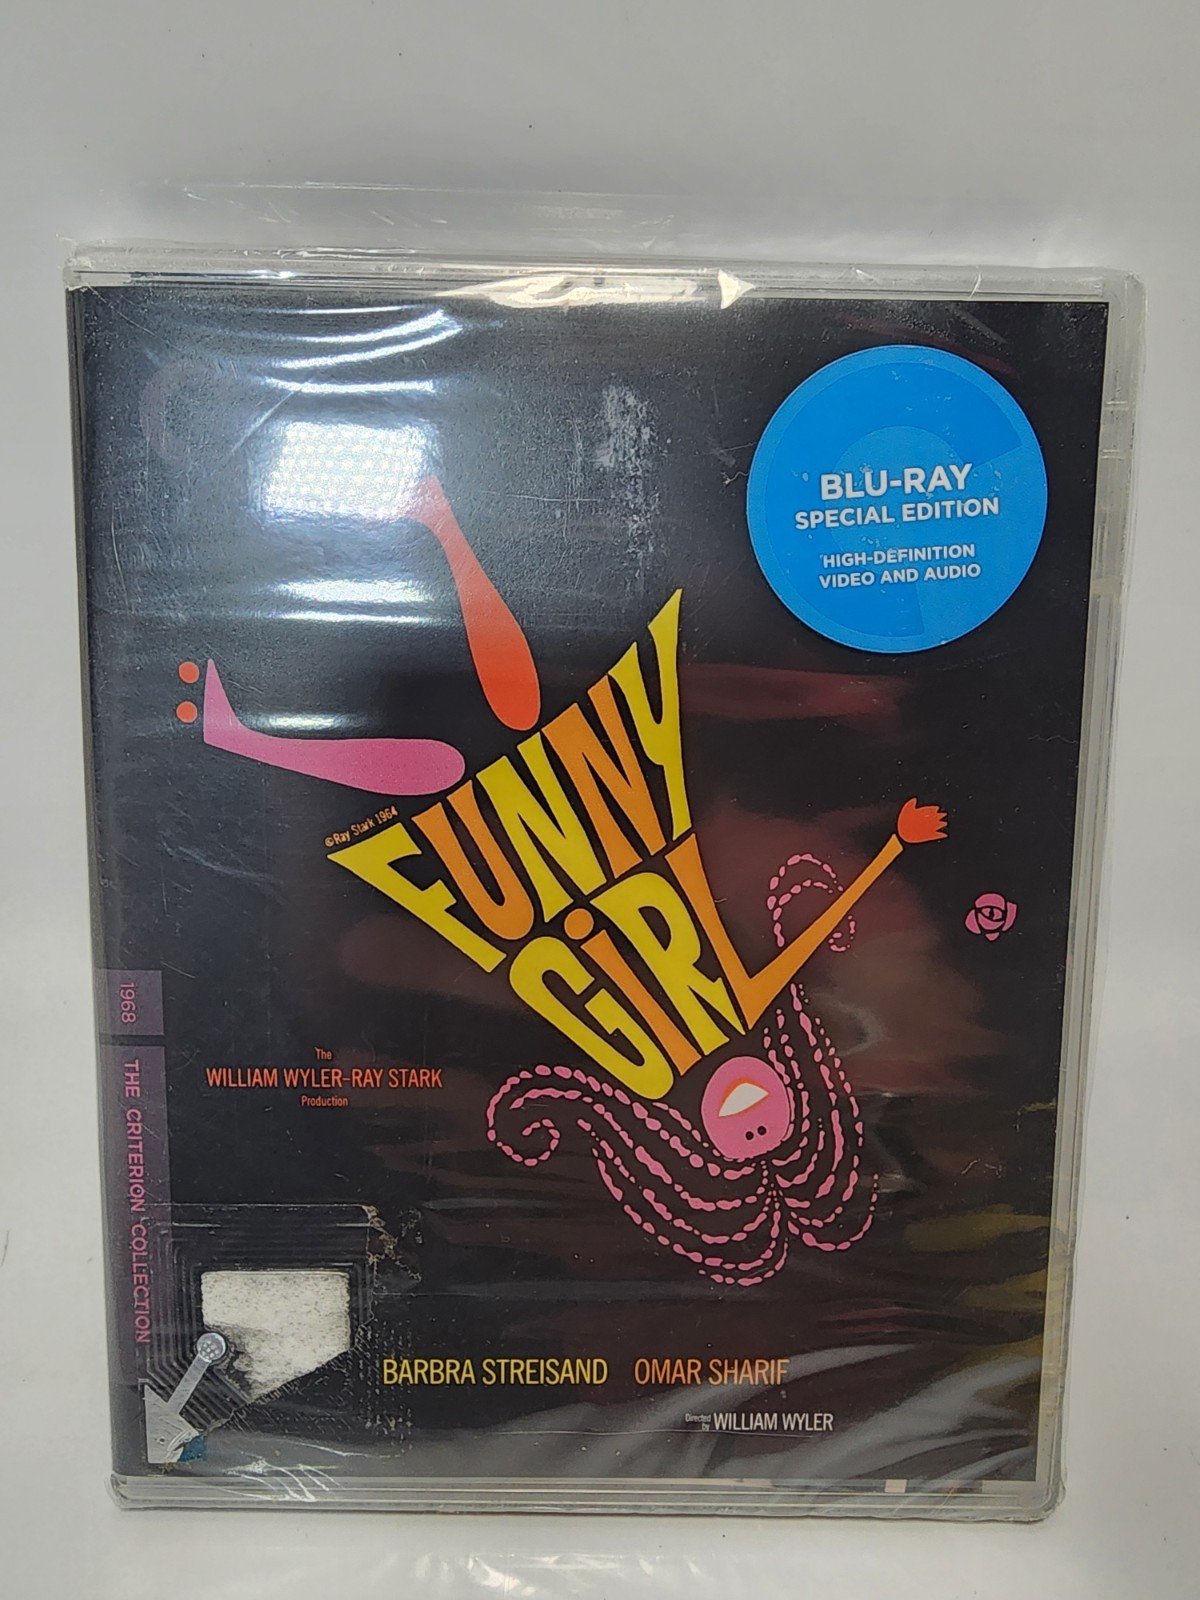 BLU-RAY
SPECIAL EDITION
HIGH-DEFINITION
VIDEO AND AUDIO
©Ray Stark 1964
FUNNY
GiRL
1968
THE CRITERION COLLECTION
The
WILLIAM WYLER-RAY STARK
Production
BARBRA STREISAND OMAR SHARIF
Directed
by WILLIAM WYLER